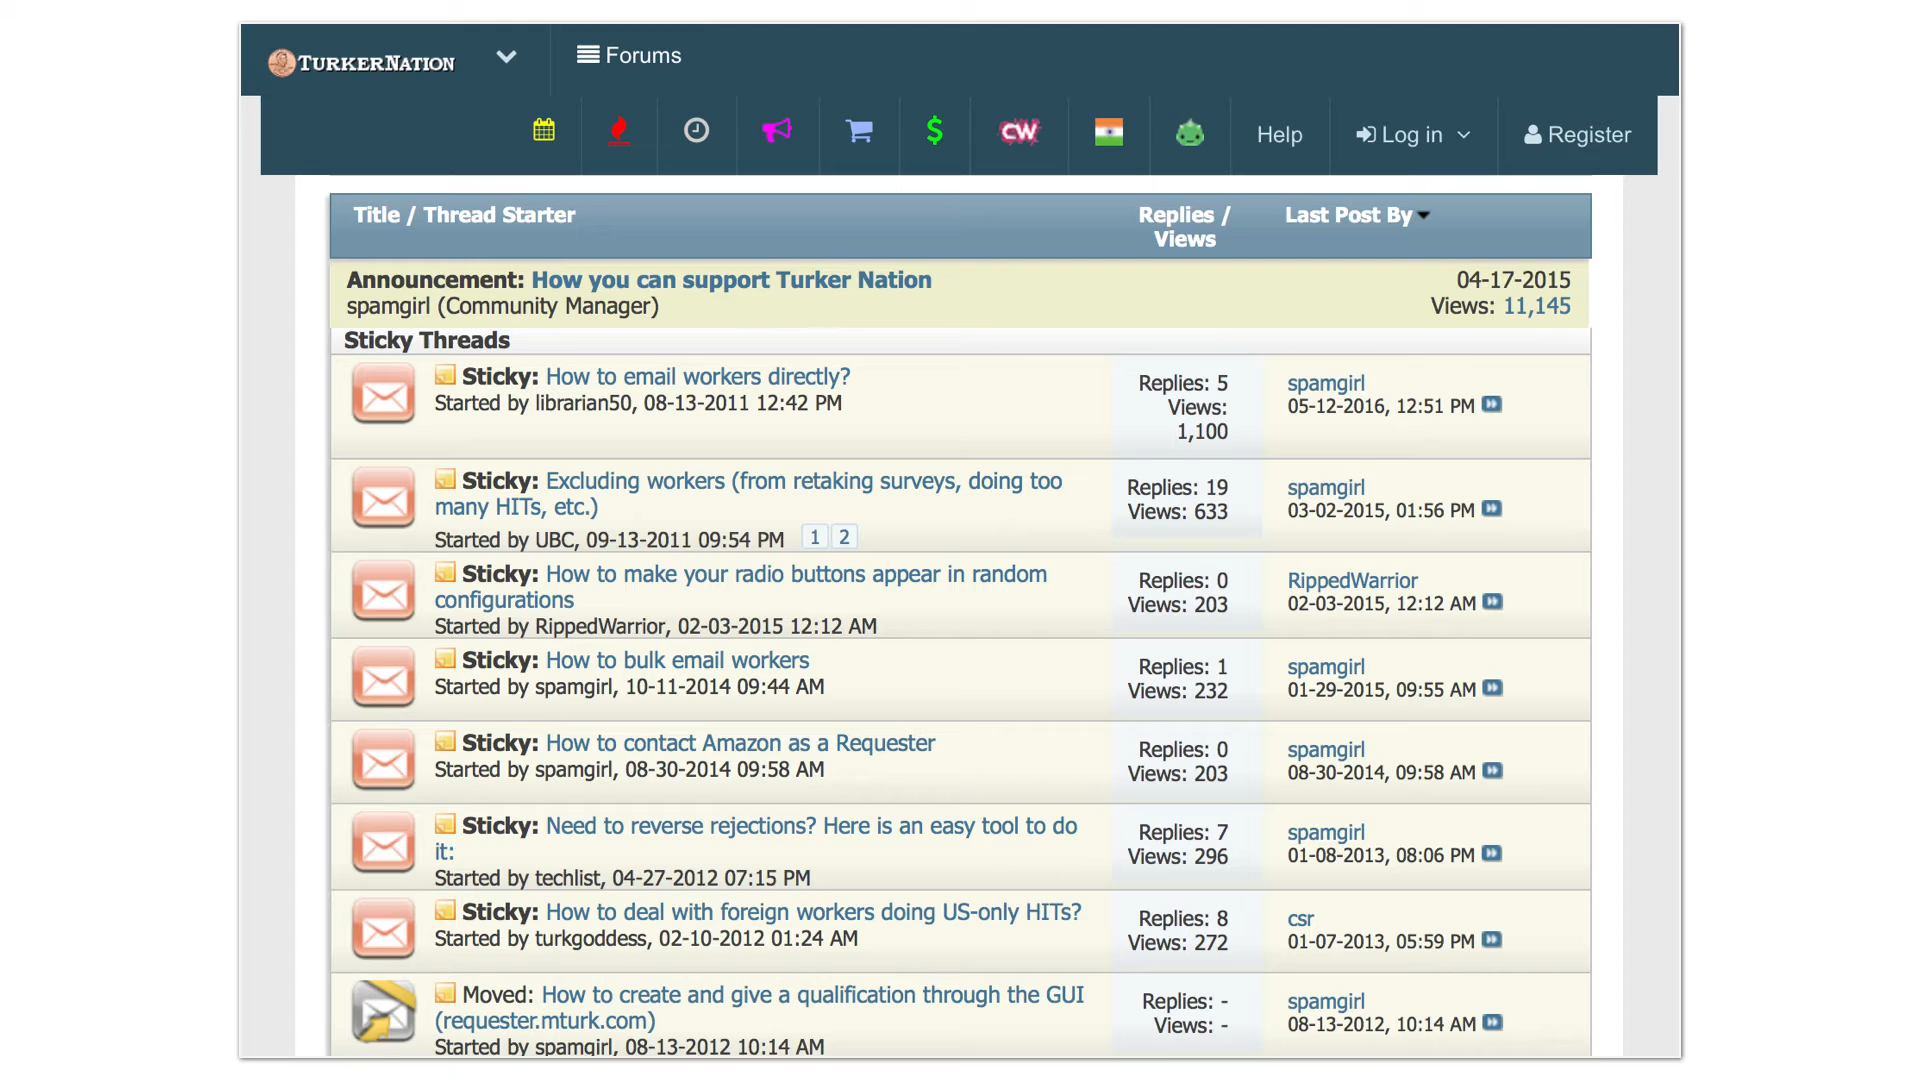 TURKERNATION
Forums
CW
Help
Log in
Register
Title / Thread Starter
Replies /
Views
Last Post By
Announcement: How you can support Turker Nation
04-17-2015
spamgirl (Community Manager)
Views: 11,145
Sticky Threads
Sticky: How to email workers directly?
Started by librarian50, 08-13-2011 12:42 PM
Replies: 5
Views:
1,100
spamgirl
05-12-2016, 12:51 PM
Sticky: Excluding workers (from retaking surveys, doing too
many HITs, etc.)
Started by UBC, 09-13-2011 09:54 PM 1 2
Replies: 19
Views: 633
spamgirl
03-02-2015, 01:56 PM
Sticky: How to make your radio buttons appear in random
configurations
Started by RippedWarrior, 02-03-2015 12:12 AM
Replies: 0
Views: 203
RippedWarrior
02-03-2015, 12:12 AM
Sticky: How to bulk email workers
Started by spamgirl, 10-11-2014 09:44 AM
Replies: 1
Views: 232
spamgirl
01-29-2015, 09:55 AM
Sticky: How to contact Amazon as a Requester
Started by spamgirl, 08-30-2014 09:58 AM
Replies: 0
Views: 203
spamgirl
08-30-2014, 09:58 AM
Sticky: Need to reverse rejections? Here is an easy tool to do
it:
Started by techlist, 04-27-2012 07:15 PM
Replies: 7
Views: 296
spamgirl
01-08-2013, 08:06 PM
Sticky: How to deal with foreign workers doing US-only HITs?
Started by turkgoddess, 02-10-2012 01:24 AM
Replies: 8
Views: 272
csr
01-07-2013, 05:59 PM
Moved: How to create and give a qualification through the GUI
(requester.mturk.com)
Started by spamgirl, 08-13-2012 10:14 AM
Replies: -
Views: -
spamgirl
08-13-2012, 10:14 AM